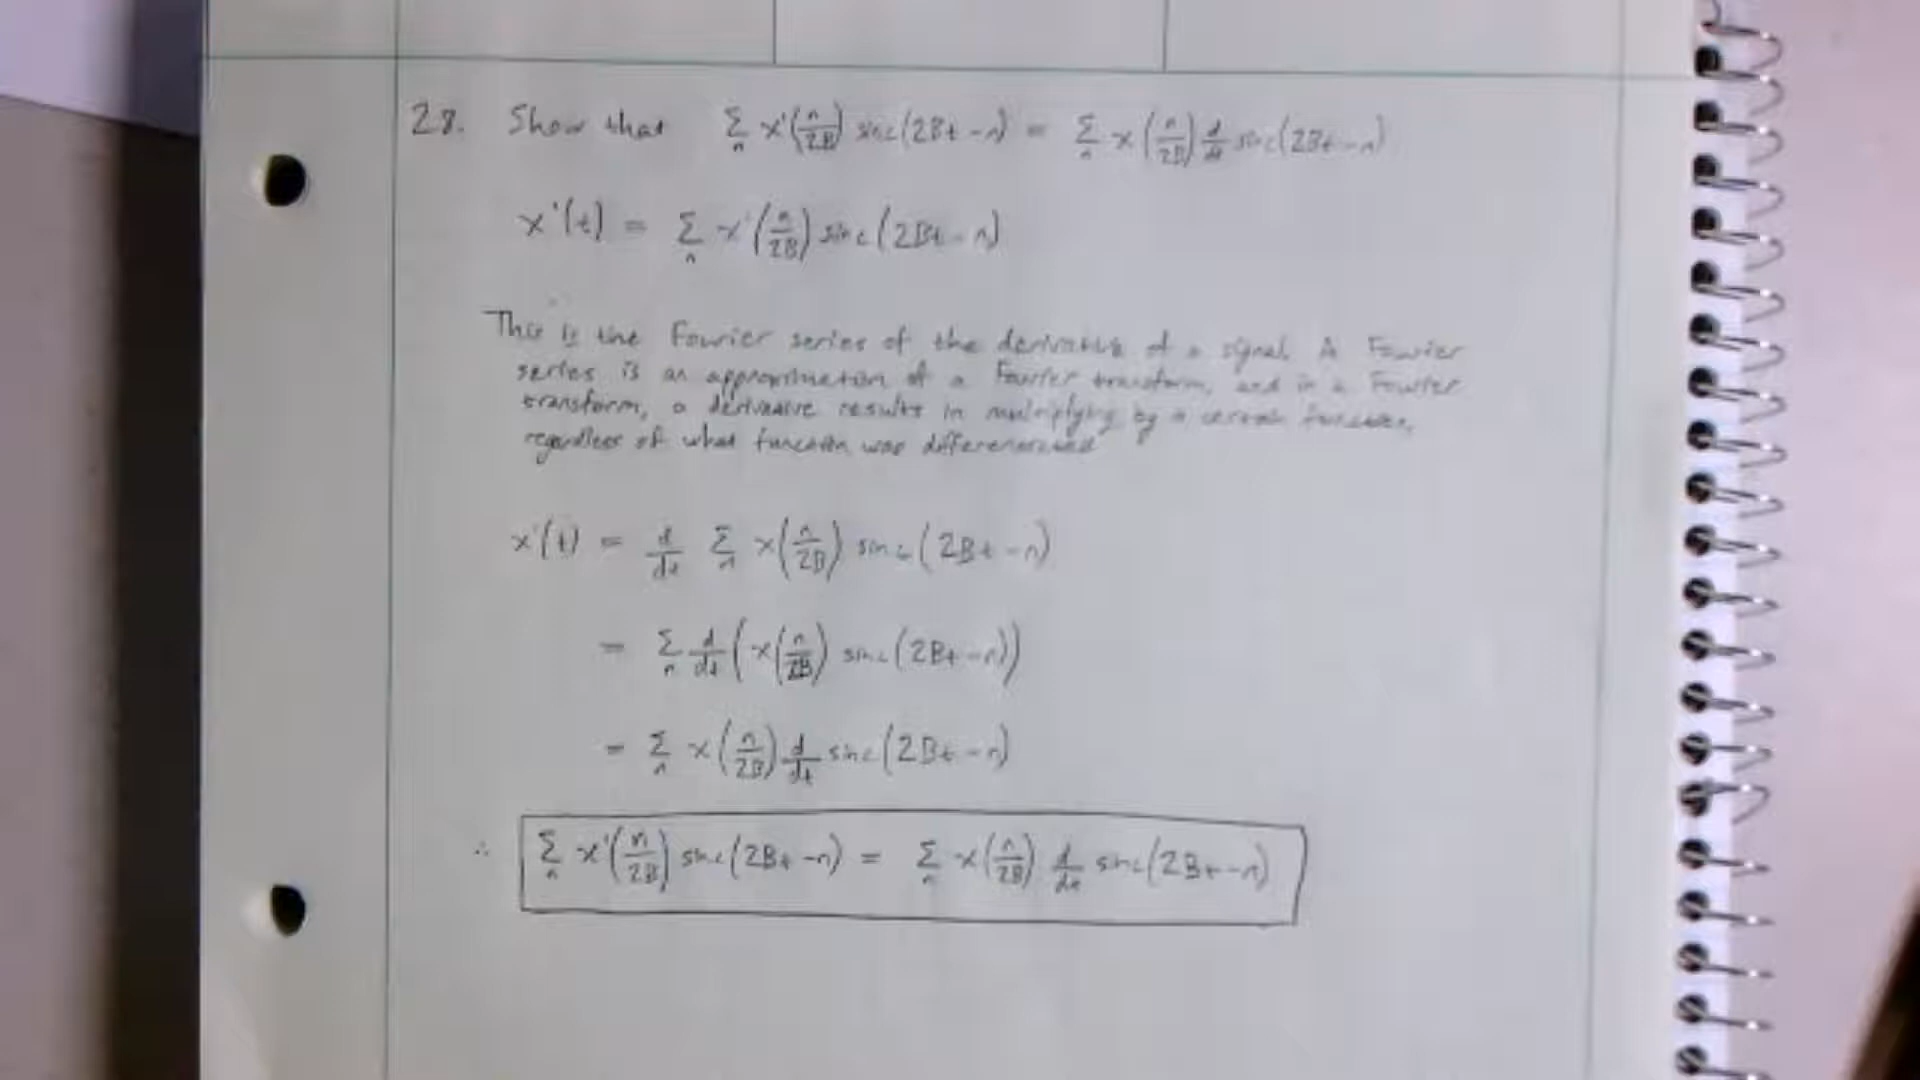 28. Show that Σ_n x'(n/2B) sinc(2Bt - n) = Σ_n x(n/2B) d/dt sinc(2Bt - n)
x'(t) = Σ_n x'(n/2B) sinc(2Bt - n)
This is the Fourier series of the derivative of a signal. A Fourier
series is an approximation of a Fourier transform, and in a Fourier
transform, a derivative results in multiplying by a certain function,
regardless of what function was differentiated
x'(t) = d/dt Σ_n x(n/2B) sinc(2Bt - n)
= Σ_n d/dt (x(n/2B) sinc(2Bt - n))
= Σ_n x(n/2B) d/dt sinc(2Bt - n)
∴ Σ_n x'(n/2B) sinc(2Bt - n) = Σ_n x(n/2B) d/dt sinc(2Bt - n)